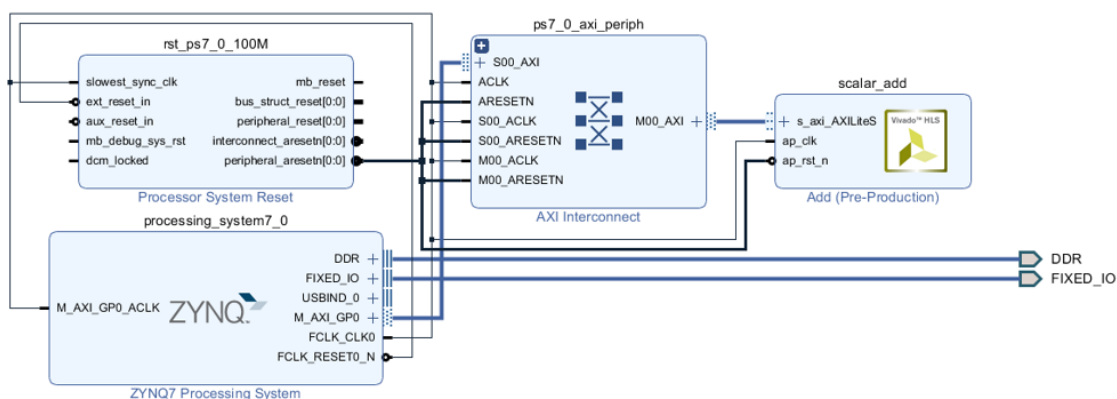 rst_ps7_0_100M
slowest_sync_clk
ext_reset_in
aux_reset_in
mb_debug_sys_rst
dcm_locked
mb_reset
bus_struct_reset[0:0]
peripheral_reset[0:0]
interconnect_aresetn[0:0]
peripheral_aresetn[0:0]
Processor System Reset
processing_system7_0
M_AXI_GP0_ACLK
ZYNQ
DDR
FIXED_IO
USBIND_0
M_AXI_GP0
FCLK_CLK0
FCLK_RESET0_N
ZYNQ7 Processing System
ps7_0_axi_periph
S00_AXI
ACLK
ARESETN
S00_ACLK
S00_ARESETN
M00_ACLK
M00_ARESETN
M00_AXI
AXI Interconnect
scalar_add
s_axi_AXILiteS
ap_clk
ap_rst_n
Vivado™ HLS
Add (Pre-Production)
DDR
FIXED_IO